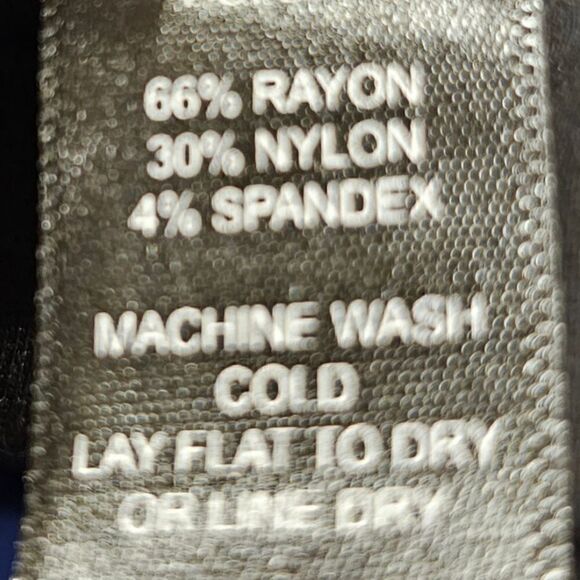 66% RAYON
30% NYLON
4% SPANDEX
MACHINE WASH
COLD
LAY FLAT TO DRY
OR LINE DRY